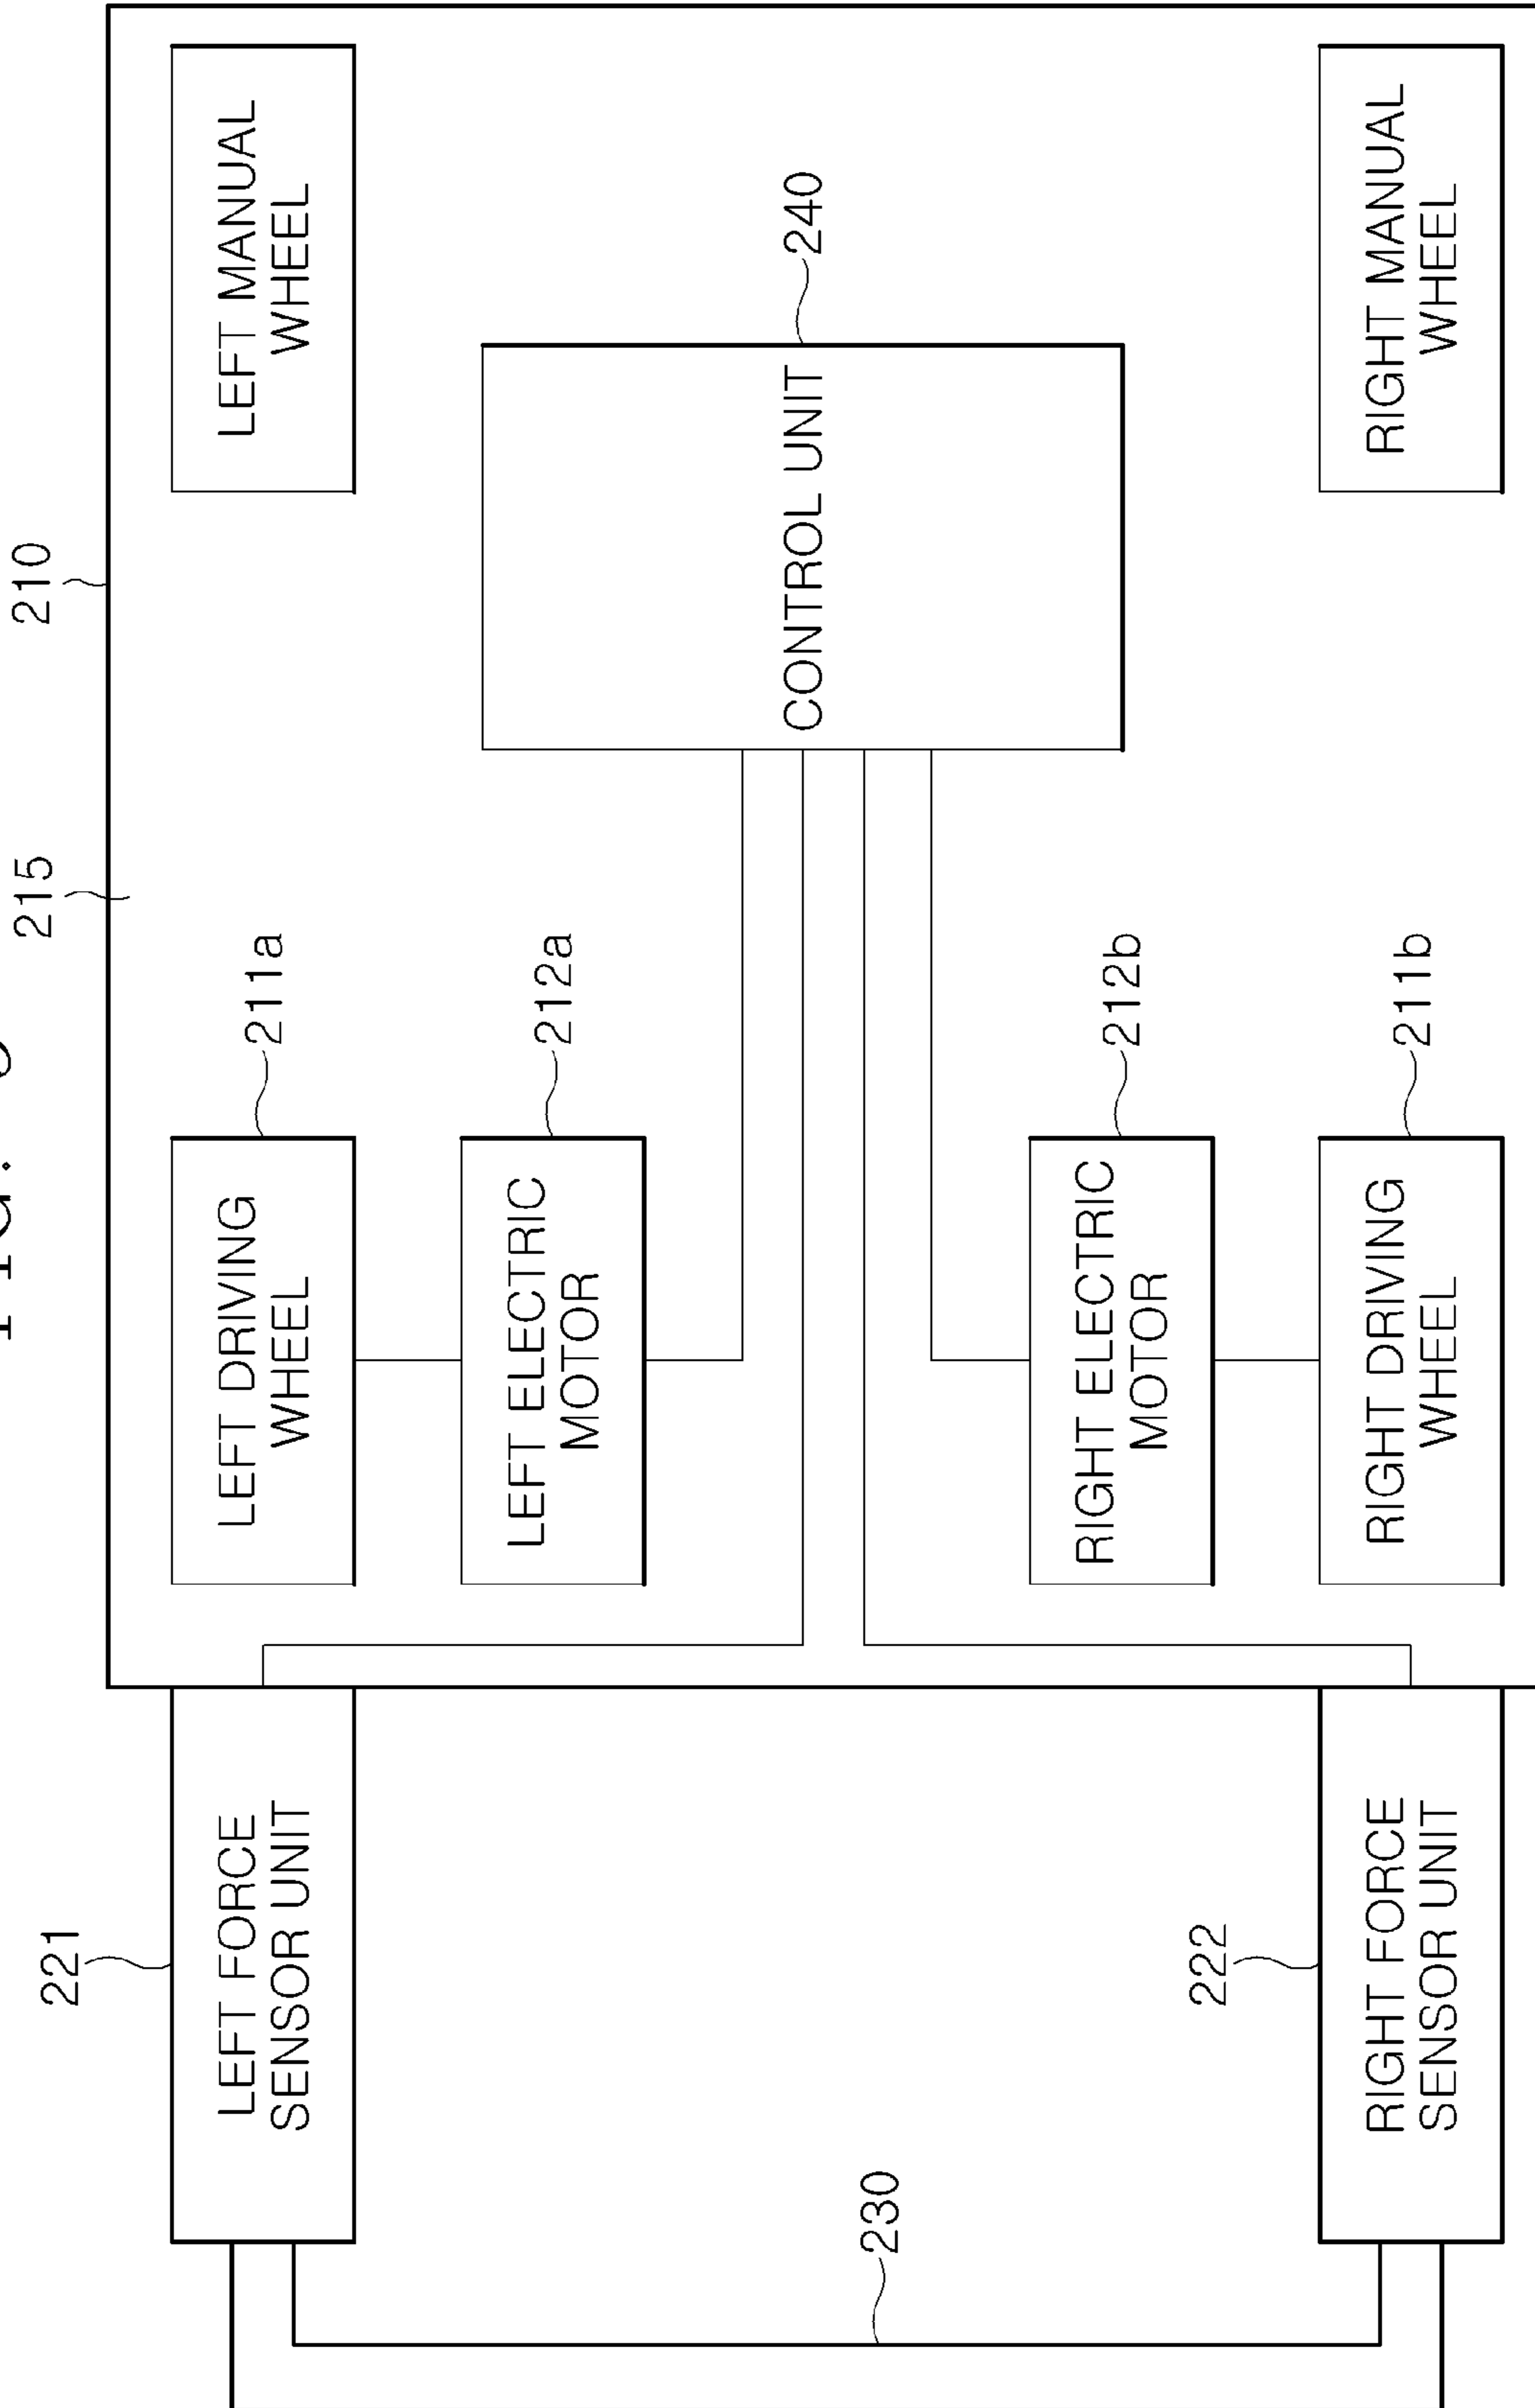 215
210
221
LEFT FORCE
SENSOR UNIT
LEFT DRIVING
WHEEL
211a
LEFT MANUAL
WHEEL
LEFT ELECTRIC
MOTOR
212a
CONTROL UNIT
240
230
RIGHT ELECTRIC
MOTOR
212b
222
RIGHT FORCE
SENSOR UNIT
RIGHT DRIVING
WHEEL
211b
RIGHT MANUAL
WHEEL